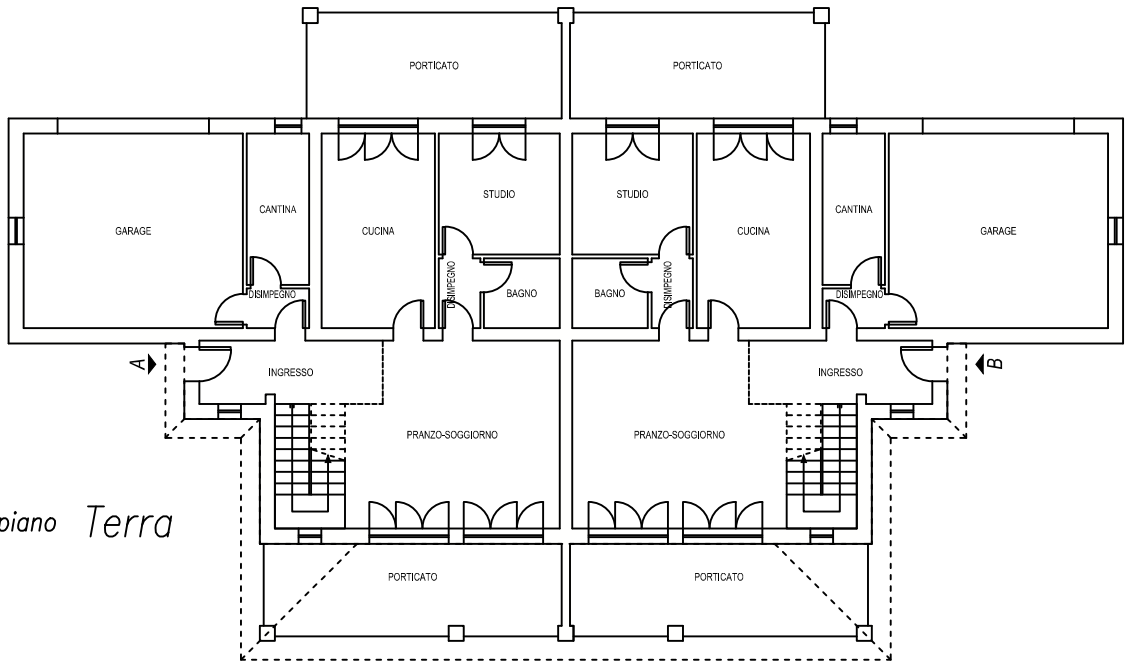 PORTICATO PORTICATO
STUDIO STUDIO
CANTINA CANTINA
GARAGE CUCINA CUCINA GARAGE
DISIMPEGNO DISIMPEGNO
DISIMPEGNO BAGNO BAGNO DISIMPEGNO
A INGRESSO INGRESSO B
PRANZO-SOGGIORNO PRANZO-SOGGIORNO
piano Terra
PORTICATO PORTICATO